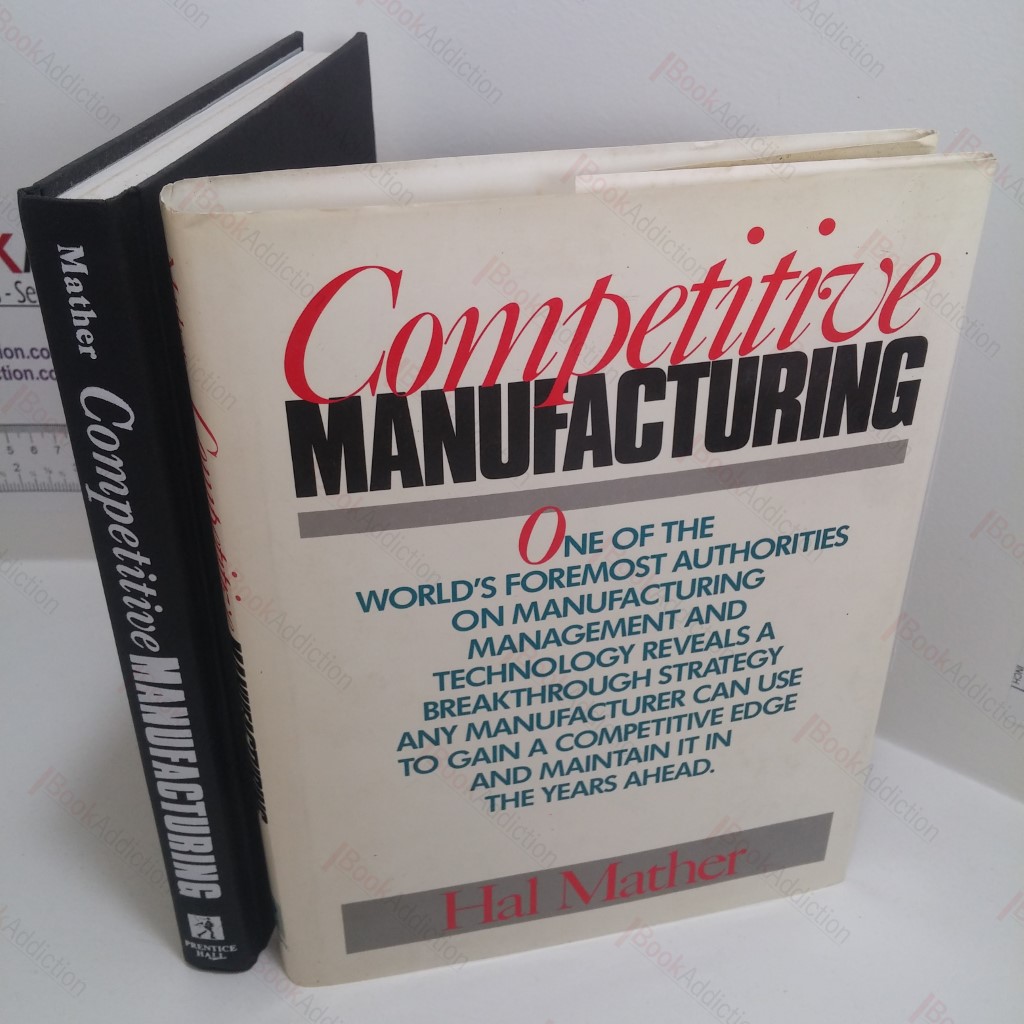 Mather Competitive MANUFACTURING
PRENTICE
HALL
Competitive
MANUFACTURING
ONE OF THE
WORLD'S FOREMOST AUTHORITIES
ON MANUFACTURING
MANAGEMENT AND
TECHNOLOGY REVEALS A
BREAKTHROUGH STRATEGY
ANY MANUFACTURER CAN USE
TO GAIN A COMPETITIVE EDGE
AND MAINTAIN IT IN
THE YEARS AHEAD.
Hal Mather
BookAddiction